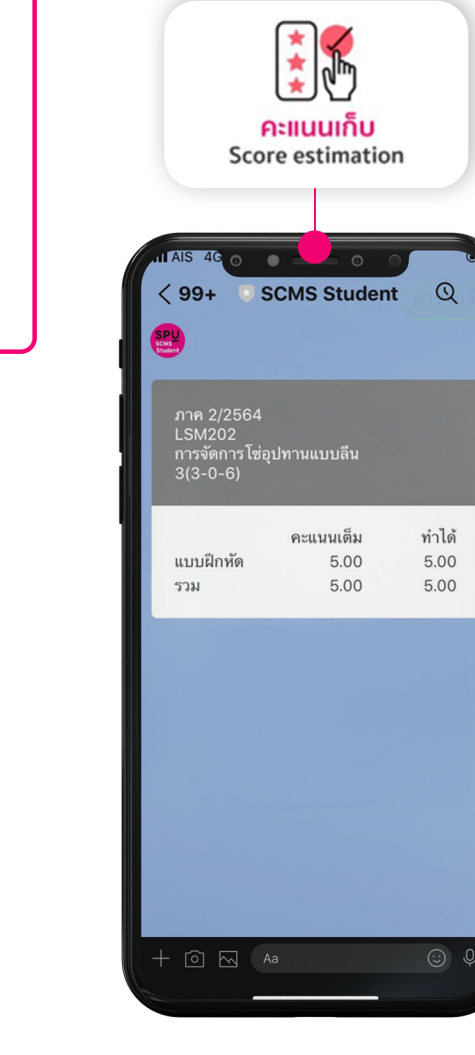 คะแนนเก็บ
Score estimation
AIS 4G
99+ SCMS Student
SPU
SCMS
Student
ภาค 2/2564
LSM202
การจัดการโซ่อุปทานแบบลีน
3(3-0-6)
คะแนนเต็ม ทำได้
แบบฝึกหัด 5.00 5.00
รวม 5.00 5.00
Aa